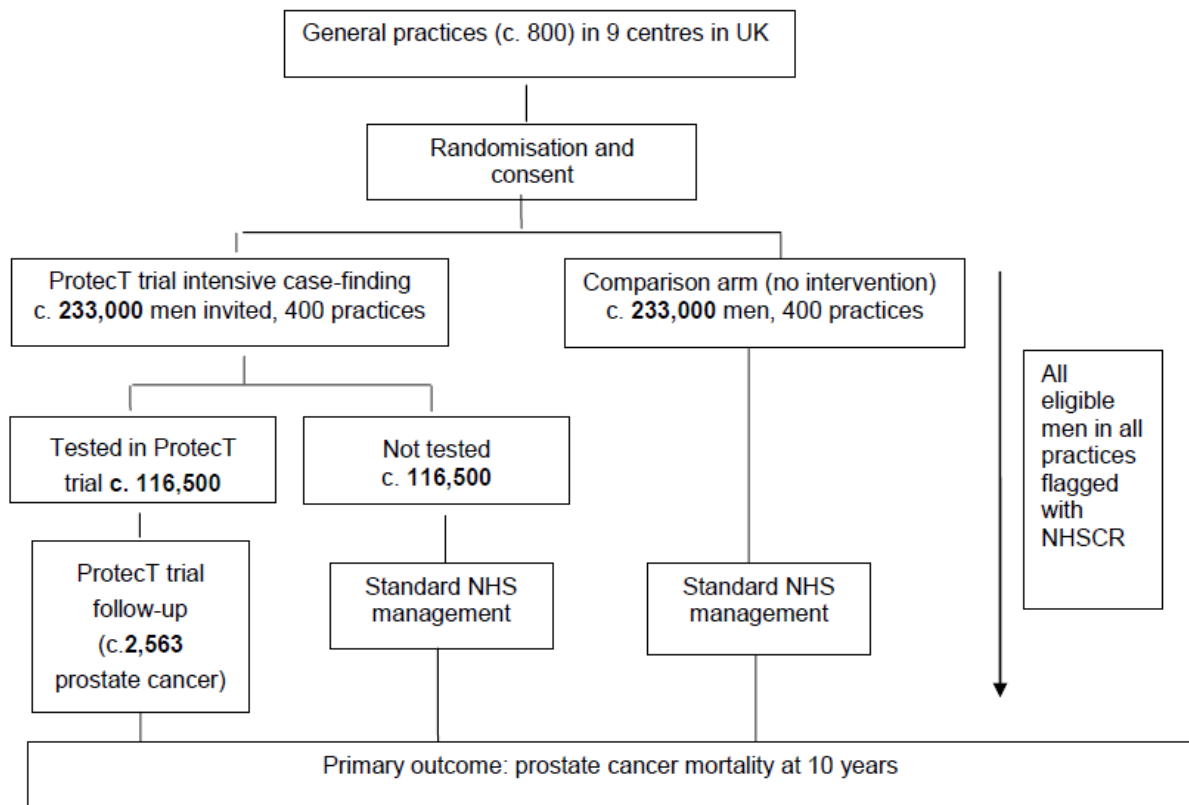 General practices (c. 800) in 9 centres in UK
Randomisation and
consent
ProtecT trial intensive case-finding
c. 233,000 men invited, 400 practices
Comparison arm (no intervention)
c. 233,000 men, 400 practices
All
eligible
men in all
practices
flagged
with
NHSCR
Tested in ProtecT
trial c. 116,500
Not tested
c. 116,500
ProtecT trial
follow-up
(c.2,563
prostate cancer)
Standard NHS
management
Standard NHS
management
Primary outcome: prostate cancer mortality at 10 years